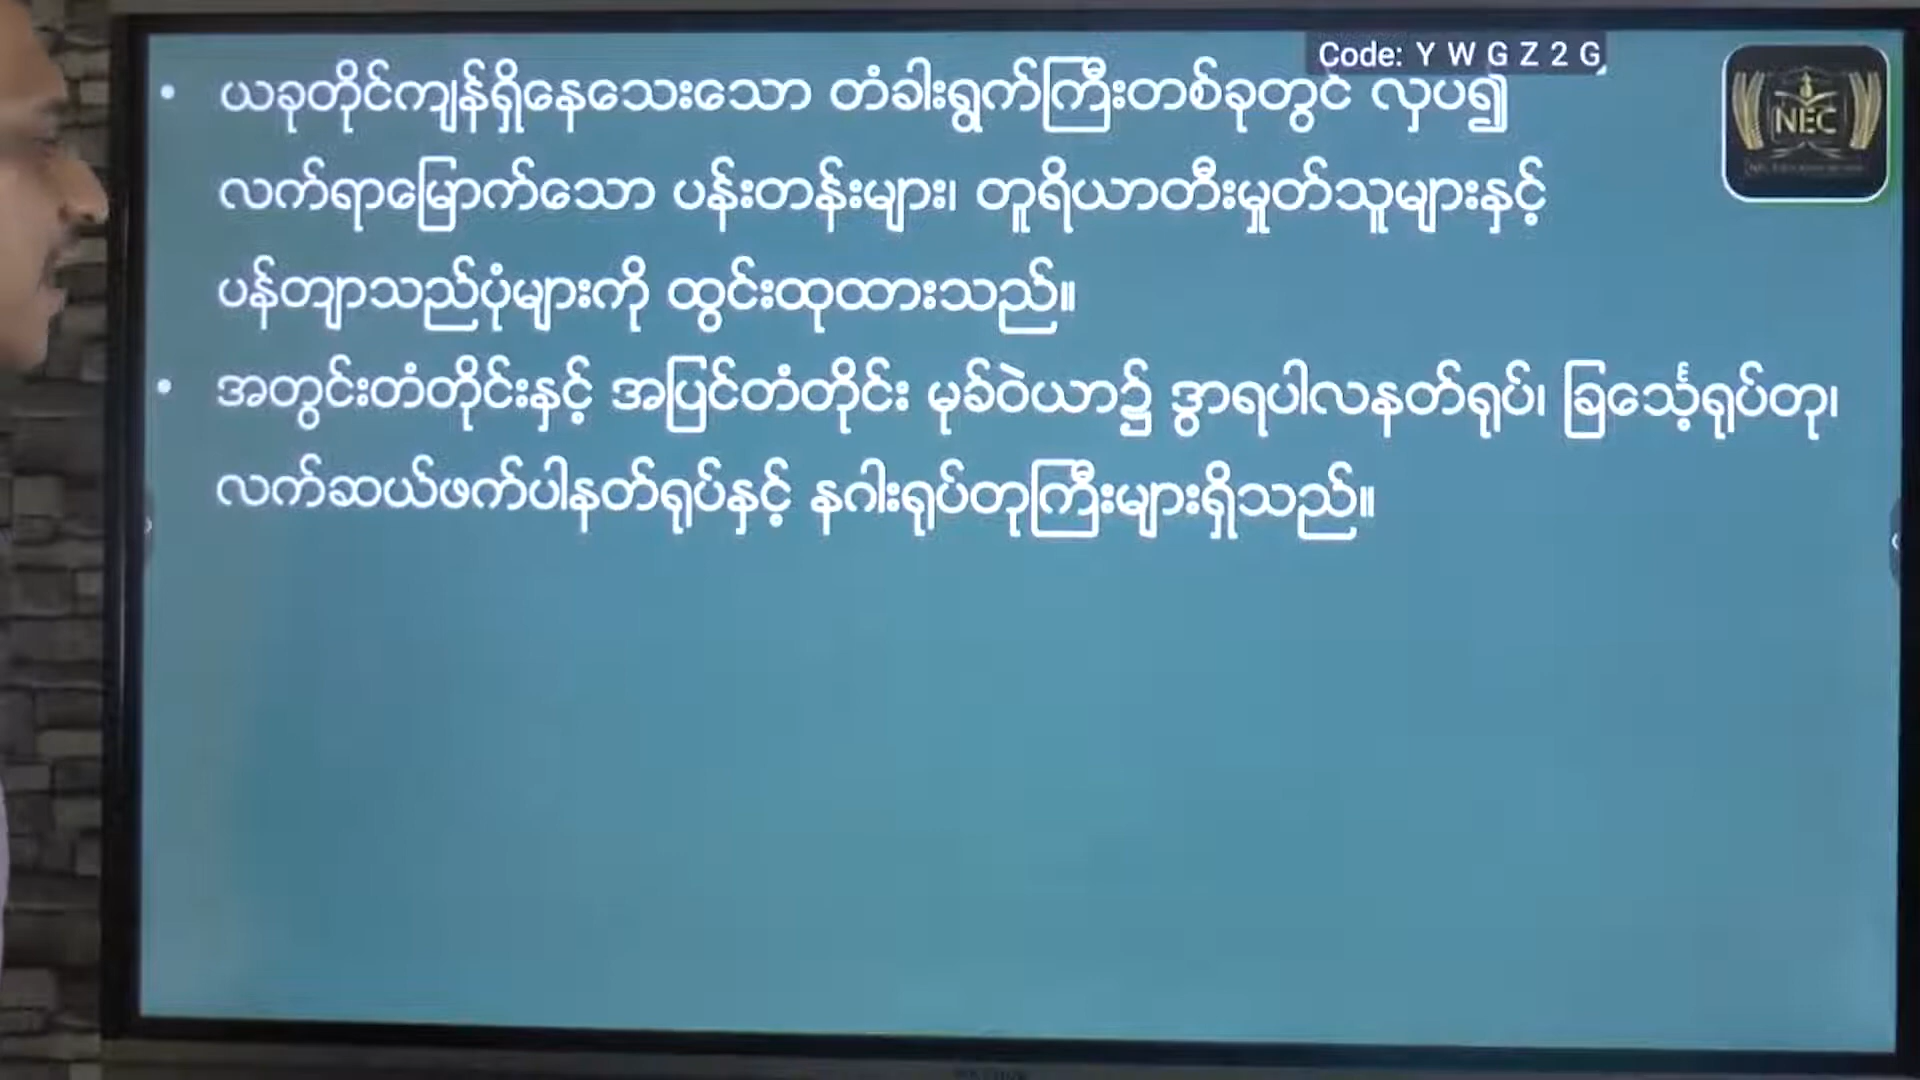 Code: Y W G Z 2 G
• ယခုတိုင်ကျန်ရှိနေသေးသော တံခါးရွက်ကြီးတစ်ခုတွင် လှပ၍
လက်ရာမြောက်သော ပန်းတန်းများ၊ တူရိယာတီးမှုတ်သူများနှင့်
ပန်တျာသည်ပုံများကို ထွင်းထုထားသည်။
• အတွင်းတံတိုင်းနှင့် အပြင်တံတိုင်း မုခ်ဝဲယာ၌ ဒွာရပါလနတ်ရုပ်၊ ခြင်္သေ့ရုပ်တု၊
လက်ဆယ်ဖက်ပါနတ်ရုပ်နှင့် နဂါးရုပ်တုကြီးများရှိသည်။
NEC